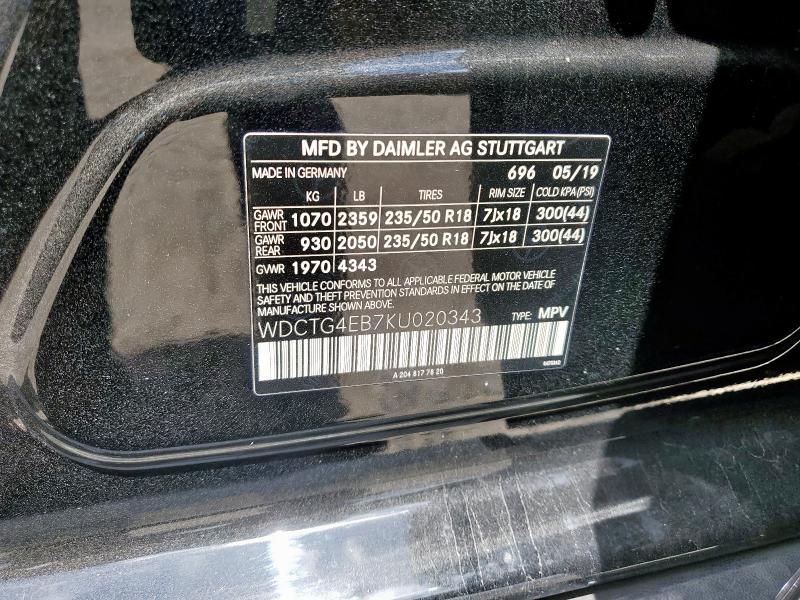 MFD BY DAIMLER AG STUTTGART
MADE IN GERMANY 696 05/19
KG LB TIRES RIM SIZE COLD KPA(PSI)
GAWR FRONT 1070 2359 235/50 R18 7Jx18 300(44)
GAWR REAR 930 2050 235/50 R18 7Jx18 300(44)
GVWR 1970 4343
THIS VEHICLE CONFORMS TO ALL APPLICABLE FEDERAL MOTOR VEHICLE
SAFETY AND THEFT PREVENTION STANDARDS IN EFFECT ON THE DATE OF
MANUFACTURE SHOWN ABOVE.
WDCTG4EB7KU020343 TYPE: MPV
A 204 817 78 20